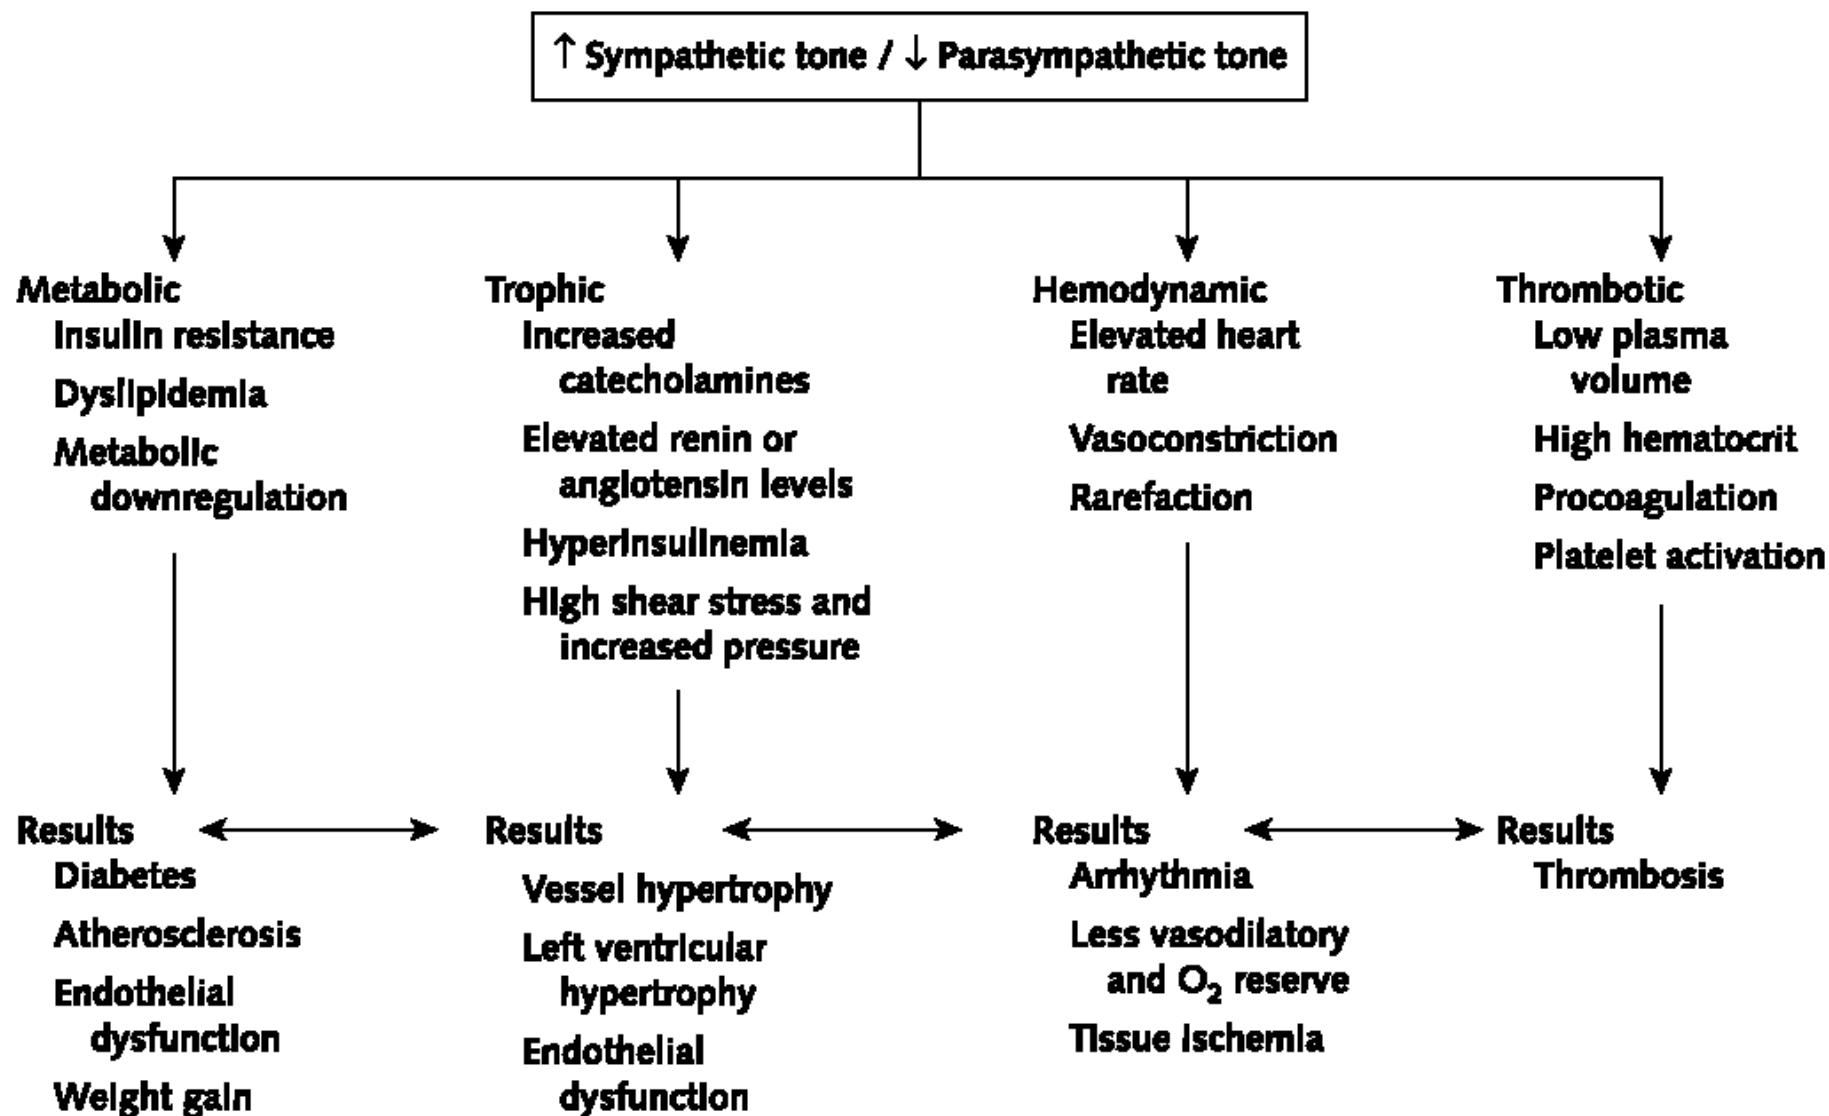 ↑ Sympathetic tone / ↓ Parasympathetic tone
Metabolic
Insulin resistance
Dyslipidemia
Metabolic
downregulation
Trophic
Increased
catecholamines
Elevated renin or
angiotensin levels
Hyperinsulinemia
High shear stress and
increased pressure
Hemodynamic
Elevated heart
rate
Vasoconstriction
Rarefaction
Thrombotic
Low plasma
volume
High hematocrit
Procoagulation
Platelet activation
Results
Diabetes
Atherosclerosis
Endothelial
dysfunction
Weight gain
Results
Vessel hypertrophy
Left ventricular
hypertrophy
Endothelial
dysfunction
Results
Arrhythmia
Less vasodilatory
and O₂ reserve
Tissue ischemia
Results
Thrombosis